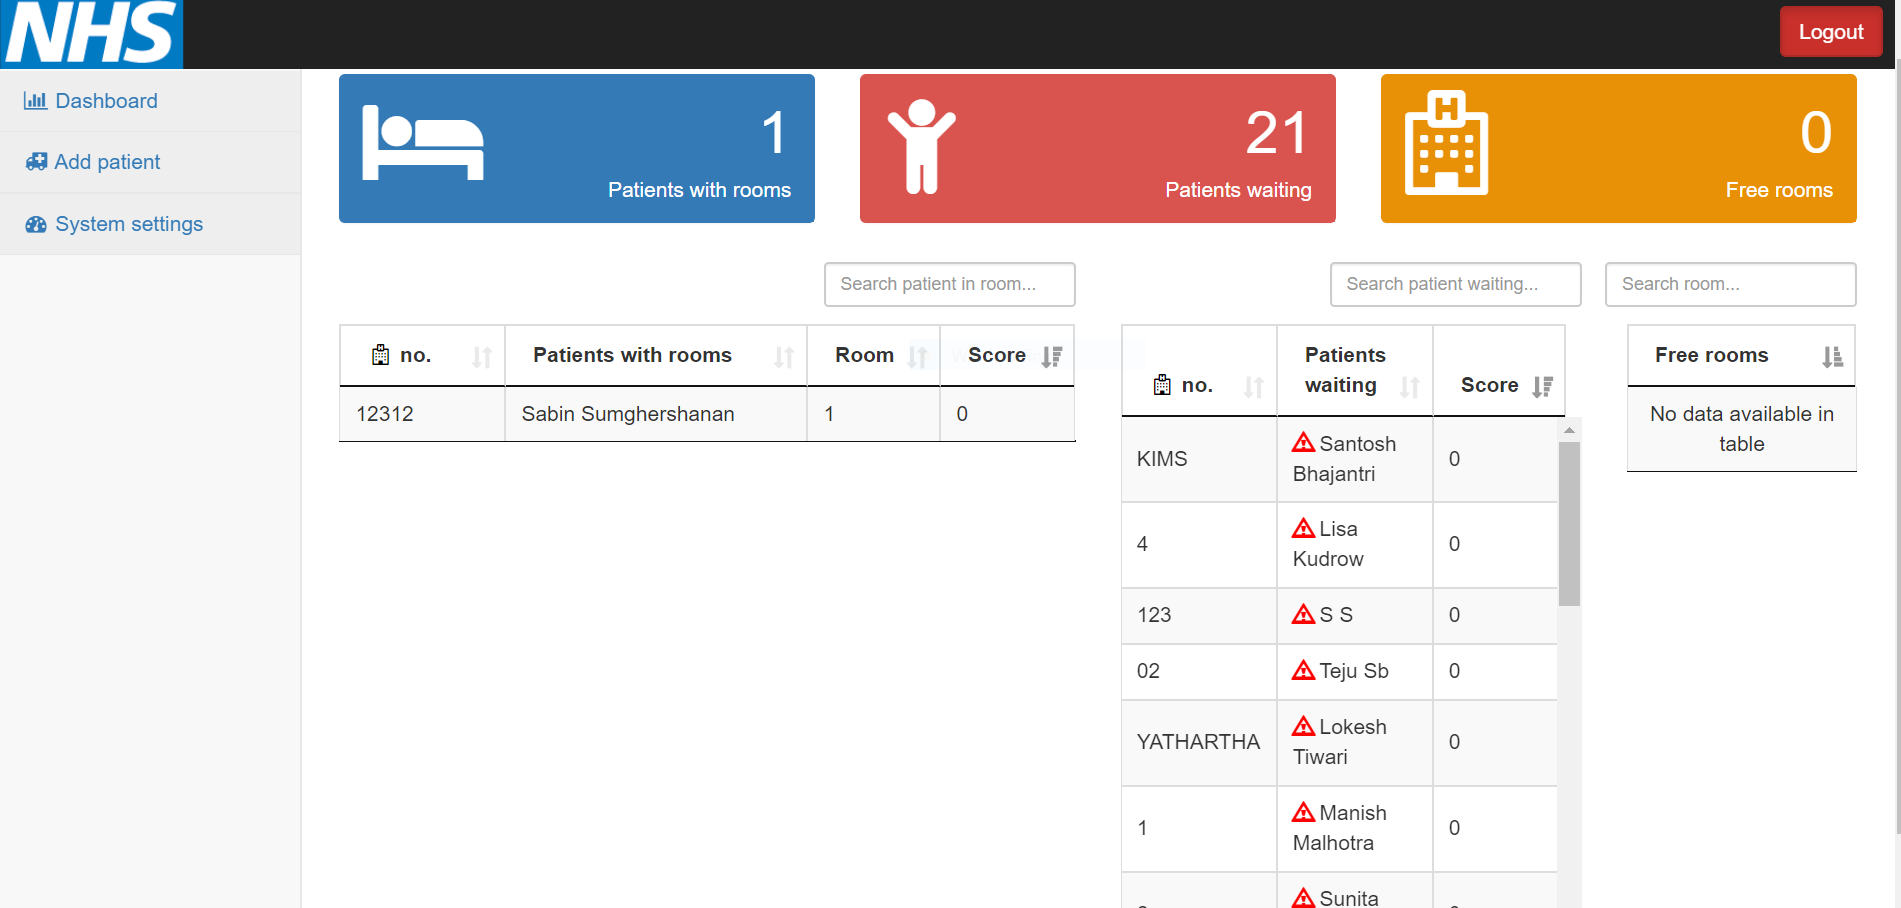 NHS
Logout
Dashboard
Add patient
System settings
1
Patients with rooms
21
Patients waiting
H
0
Free rooms
Search patient in room...
Search patient waiting...
Search room...
no.
Patients with rooms
Room
Score
12312
Sabin Sumghershanan
1
0
no.
Patients
waiting
Score
KIMS
Santosh
Bhajantri
0
4
Lisa
Kudrow
0
123
S S
0
02
Teju Sb
0
YATHARTHA
Lokesh
Tiwari
0
1
Manish
Malhotra
0
Sunita
Free rooms
No data available in
table